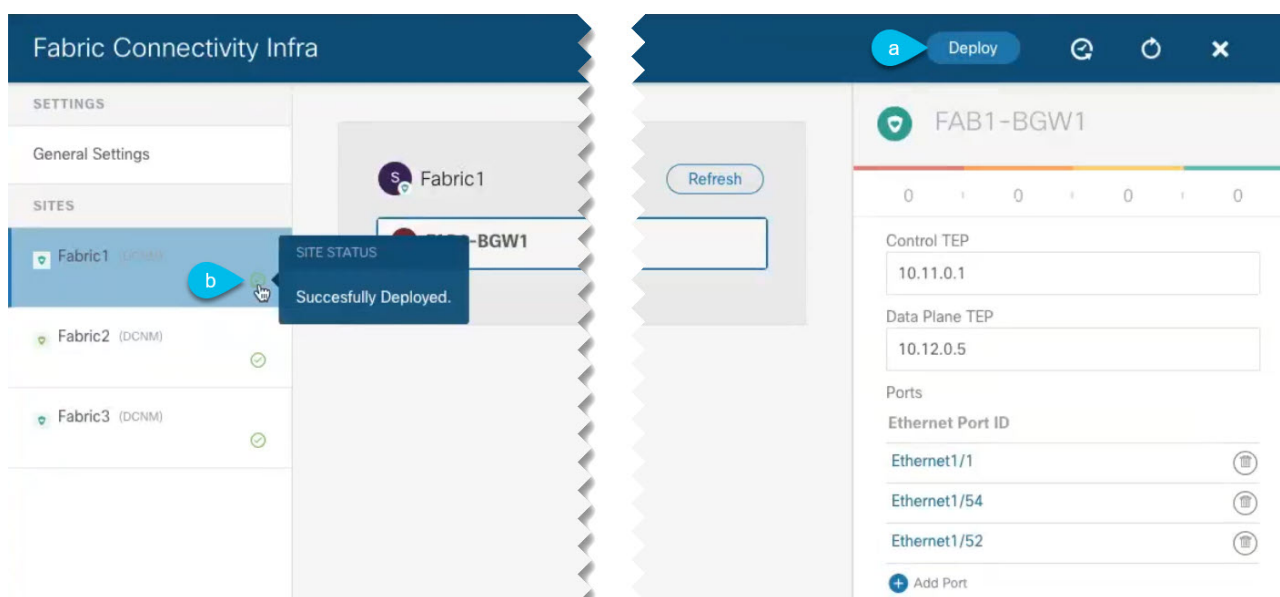 Fabric Connectivity Infra
a
Deploy
SETTINGS
General Settings
SITES
Fabric1 (DCNM)
b
SITE STATUS
Succesfully Deployed.
Fabric2 (DCNM)
Fabric3 (DCNM)
S
Fabric1
Refresh
-BGW1
FAB1-BGW1
0
0
0
0
Control TEP
10.11.0.1
Data Plane TEP
10.12.0.5
Ports
Ethernet Port ID
Ethernet1/1
Ethernet1/54
Ethernet1/52
Add Port